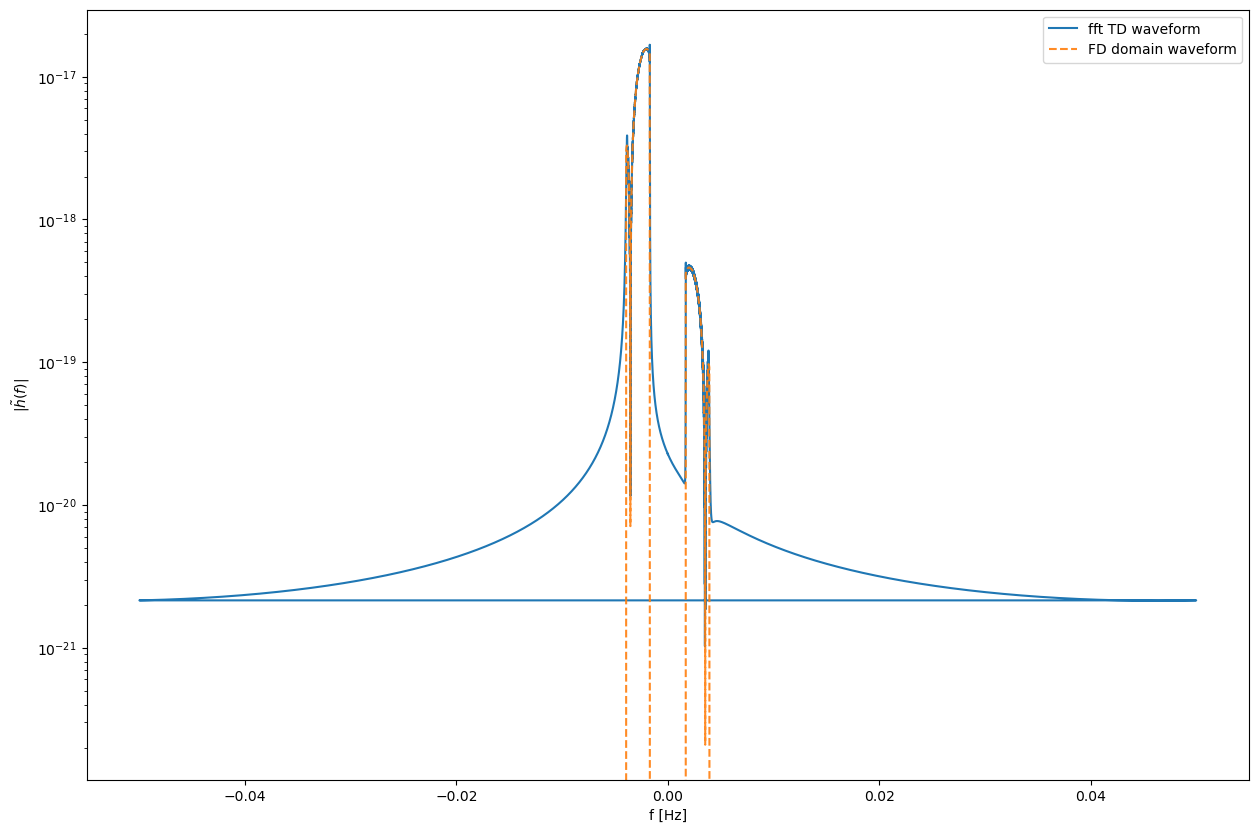 fft TD waveform
FD domain waveform
10⁻¹⁷
10⁻¹⁸
10⁻¹⁹
10⁻²⁰
10⁻²¹
|h̃(f)|
−0.04
−0.02
0.00
0.02
0.04
f [Hz]